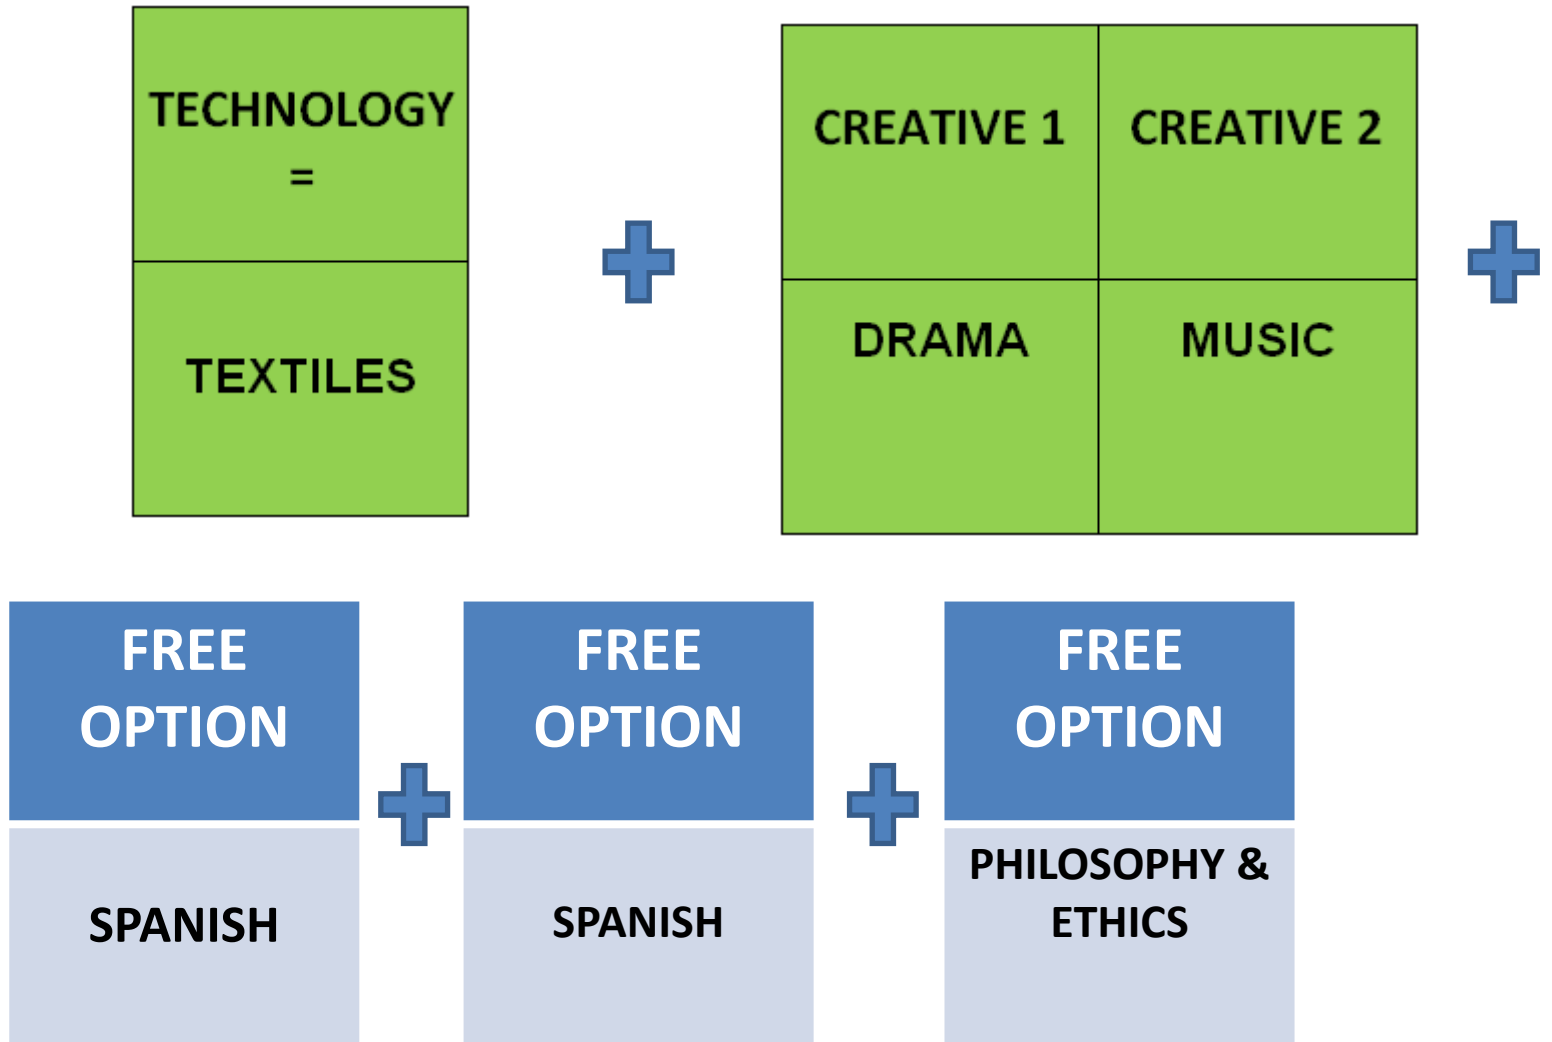 TECHNOLOGY
=
TEXTILES
CREATIVE 1
CREATIVE 2
DRAMA
MUSIC
FREE
OPTION
SPANISH
FREE
OPTION
SPANISH
FREE
OPTION
PHILOSOPHY &
ETHICS